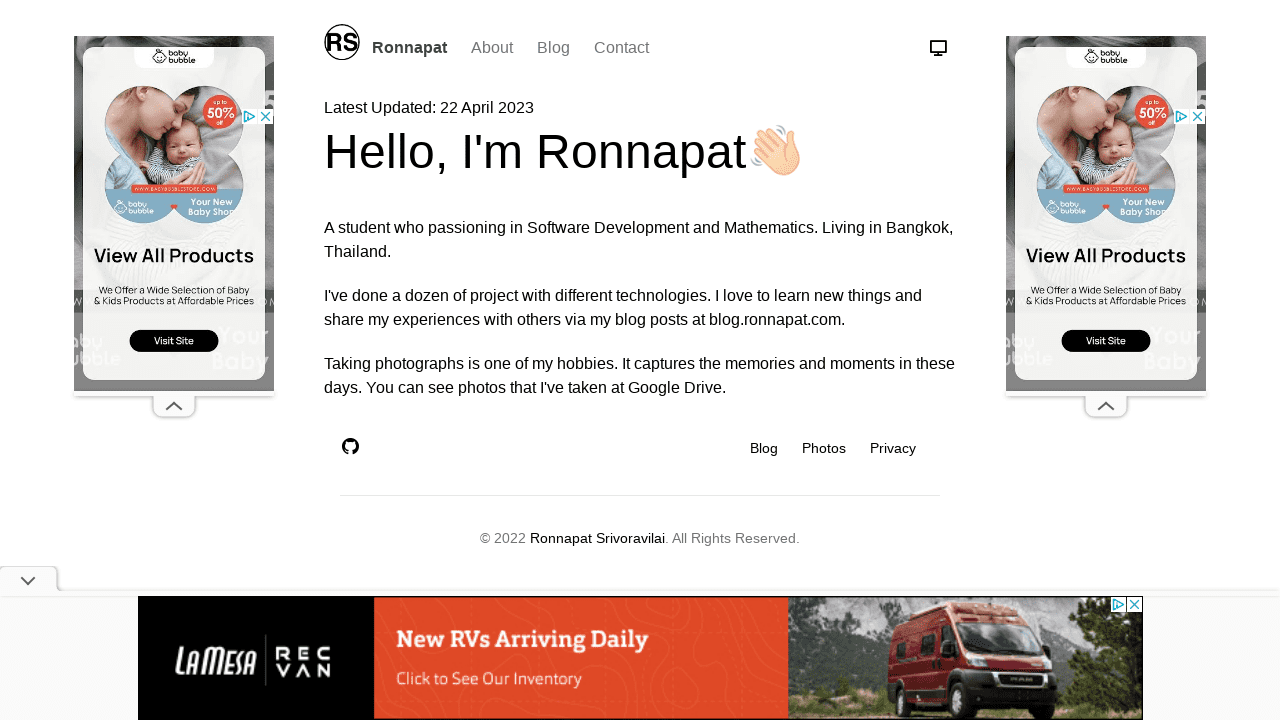 RS
Ronnapat
About
Blog
Contact
Latest Updated: 22 April 2023
Hello, I'm Ronnapat👋🏻
A student who passioning in Software Development and Mathematics. Living in Bangkok,
Thailand.
I've done a dozen of project with different technologies. I love to learn new things and
share my experiences with others via my blog posts at blog.ronnapat.com.
Taking photographs is one of my hobbies. It captures the memories and moments in these
days. You can see photos that I've taken at Google Drive.
Blog
Photos
Privacy
© 2022 Ronnapat Srivoravilai. All Rights Reserved.
baby
bubble
up to
50%
off
WWW.BABYBUBBLESTORE.COM
baby
bubble
Your New
Baby Shop
View All Products
We Offer a Wide Selection of Baby
& Kids Products at Affordable Prices
Visit Site
baby
bubble
up to
50%
off
WWW.BABYBUBBLESTORE.COM
baby
bubble
Your New
Baby Shop
View All Products
We Offer a Wide Selection of Baby
& Kids Products at Affordable Prices
Visit Site
LAMESA
REC
VAN
New RVs Arriving Daily
Click to See Our Inventory